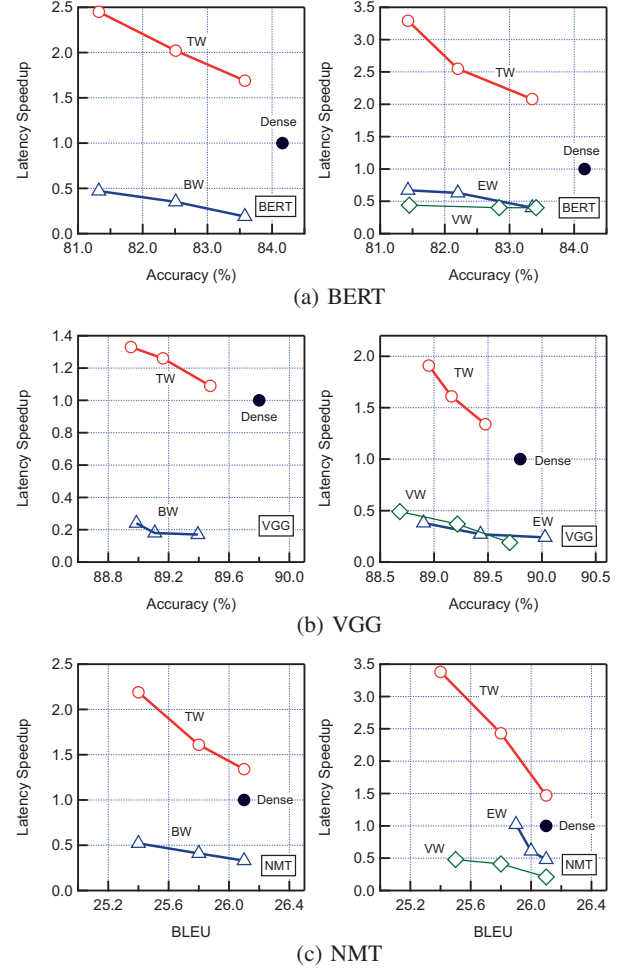 2.5
2.0
1.5
1.0
0.5
0.0
Latency Speedup
TW
Dense
BW
BERT
81.0 82.0 83.0 84.0
Accuracy (%)
3.5
3.0
2.5
2.0
1.5
1.0
0.5
0.0
Latency Speedup
TW
Dense
EW
VW
BERT
81.0 82.0 83.0 84.0
Accuracy (%)
(a) BERT
1.4
1.2
1.0
0.8
0.6
0.4
0.2
0.0
Latency Speedup
TW
Dense
BW
VGG
88.8 89.2 89.6 90.0
Accuracy (%)
2.0
1.5
1.0
0.5
0.0
Latency Speedup
TW
Dense
VW
EW
VGG
88.5 89.0 89.5 90.0 90.5
Accuracy (%)
(b) VGG
2.5
2.0
1.5
1.0
0.5
0.0
Latency Speedup
TW
Dense
BW
NMT
25.2 25.6 26.0 26.4
BLEU
3.5
3.0
2.5
2.0
1.5
1.0
0.5
0.0
Latency Speedup
TW
EW
Dense
VW
NMT
25.2 25.6 26.0 26.4
BLEU
(c) NMT